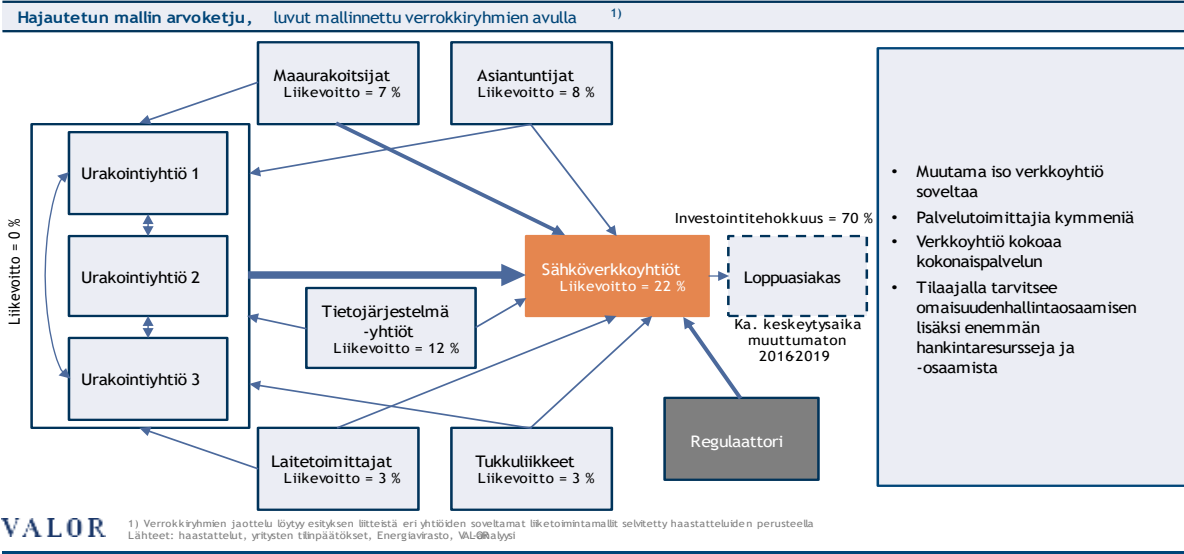 Hajautetun mallin arvoketju, luvut mallinnettu verrokkiryhmien avulla 1)
Maaurakoitsijat
Liikevoitto = 7 %
Asiantuntijat
Liikevoitto = 8 %
Liikevoitto = 0 %
Urakointiyhtiö 1
Urakointiyhtiö 2
Urakointiyhtiö 3
Tietojärjestelmä
-yhtiöt
Liikevoitto = 12 %
Investointitehokkuus = 70 %
Sähköverkkoyhtiöt
Liikevoitto = 22 %
Loppuasiakas
Ka. keskeytysaika
muuttumaton
2016-2019
Laitetoimittajat
Liikevoitto = 3 %
Tukkuliikkeet
Liikevoitto = 3 %
Regulaattori
• Muutama iso verkkoyhtiö
soveltaa
• Palvelutoimittajia kymmeniä
• Verkkoyhtiö kokoaa
kokonaispalvelun
• Tilaajalla tarvitsee
omaisuudenhallintaosaamisen
lisäksi enemmän
hankintaresursseja ja
-osaamista
VALOR
1) Verrokkiryhmien jaottelu löytyy esityksen liitteistä eri yhtiöiden soveltamat liiketoimintamallit selvitetty haastatteluiden perusteella
Lähteet: haastattelut, yritysten tilinpäätökset, Energiavirasto,